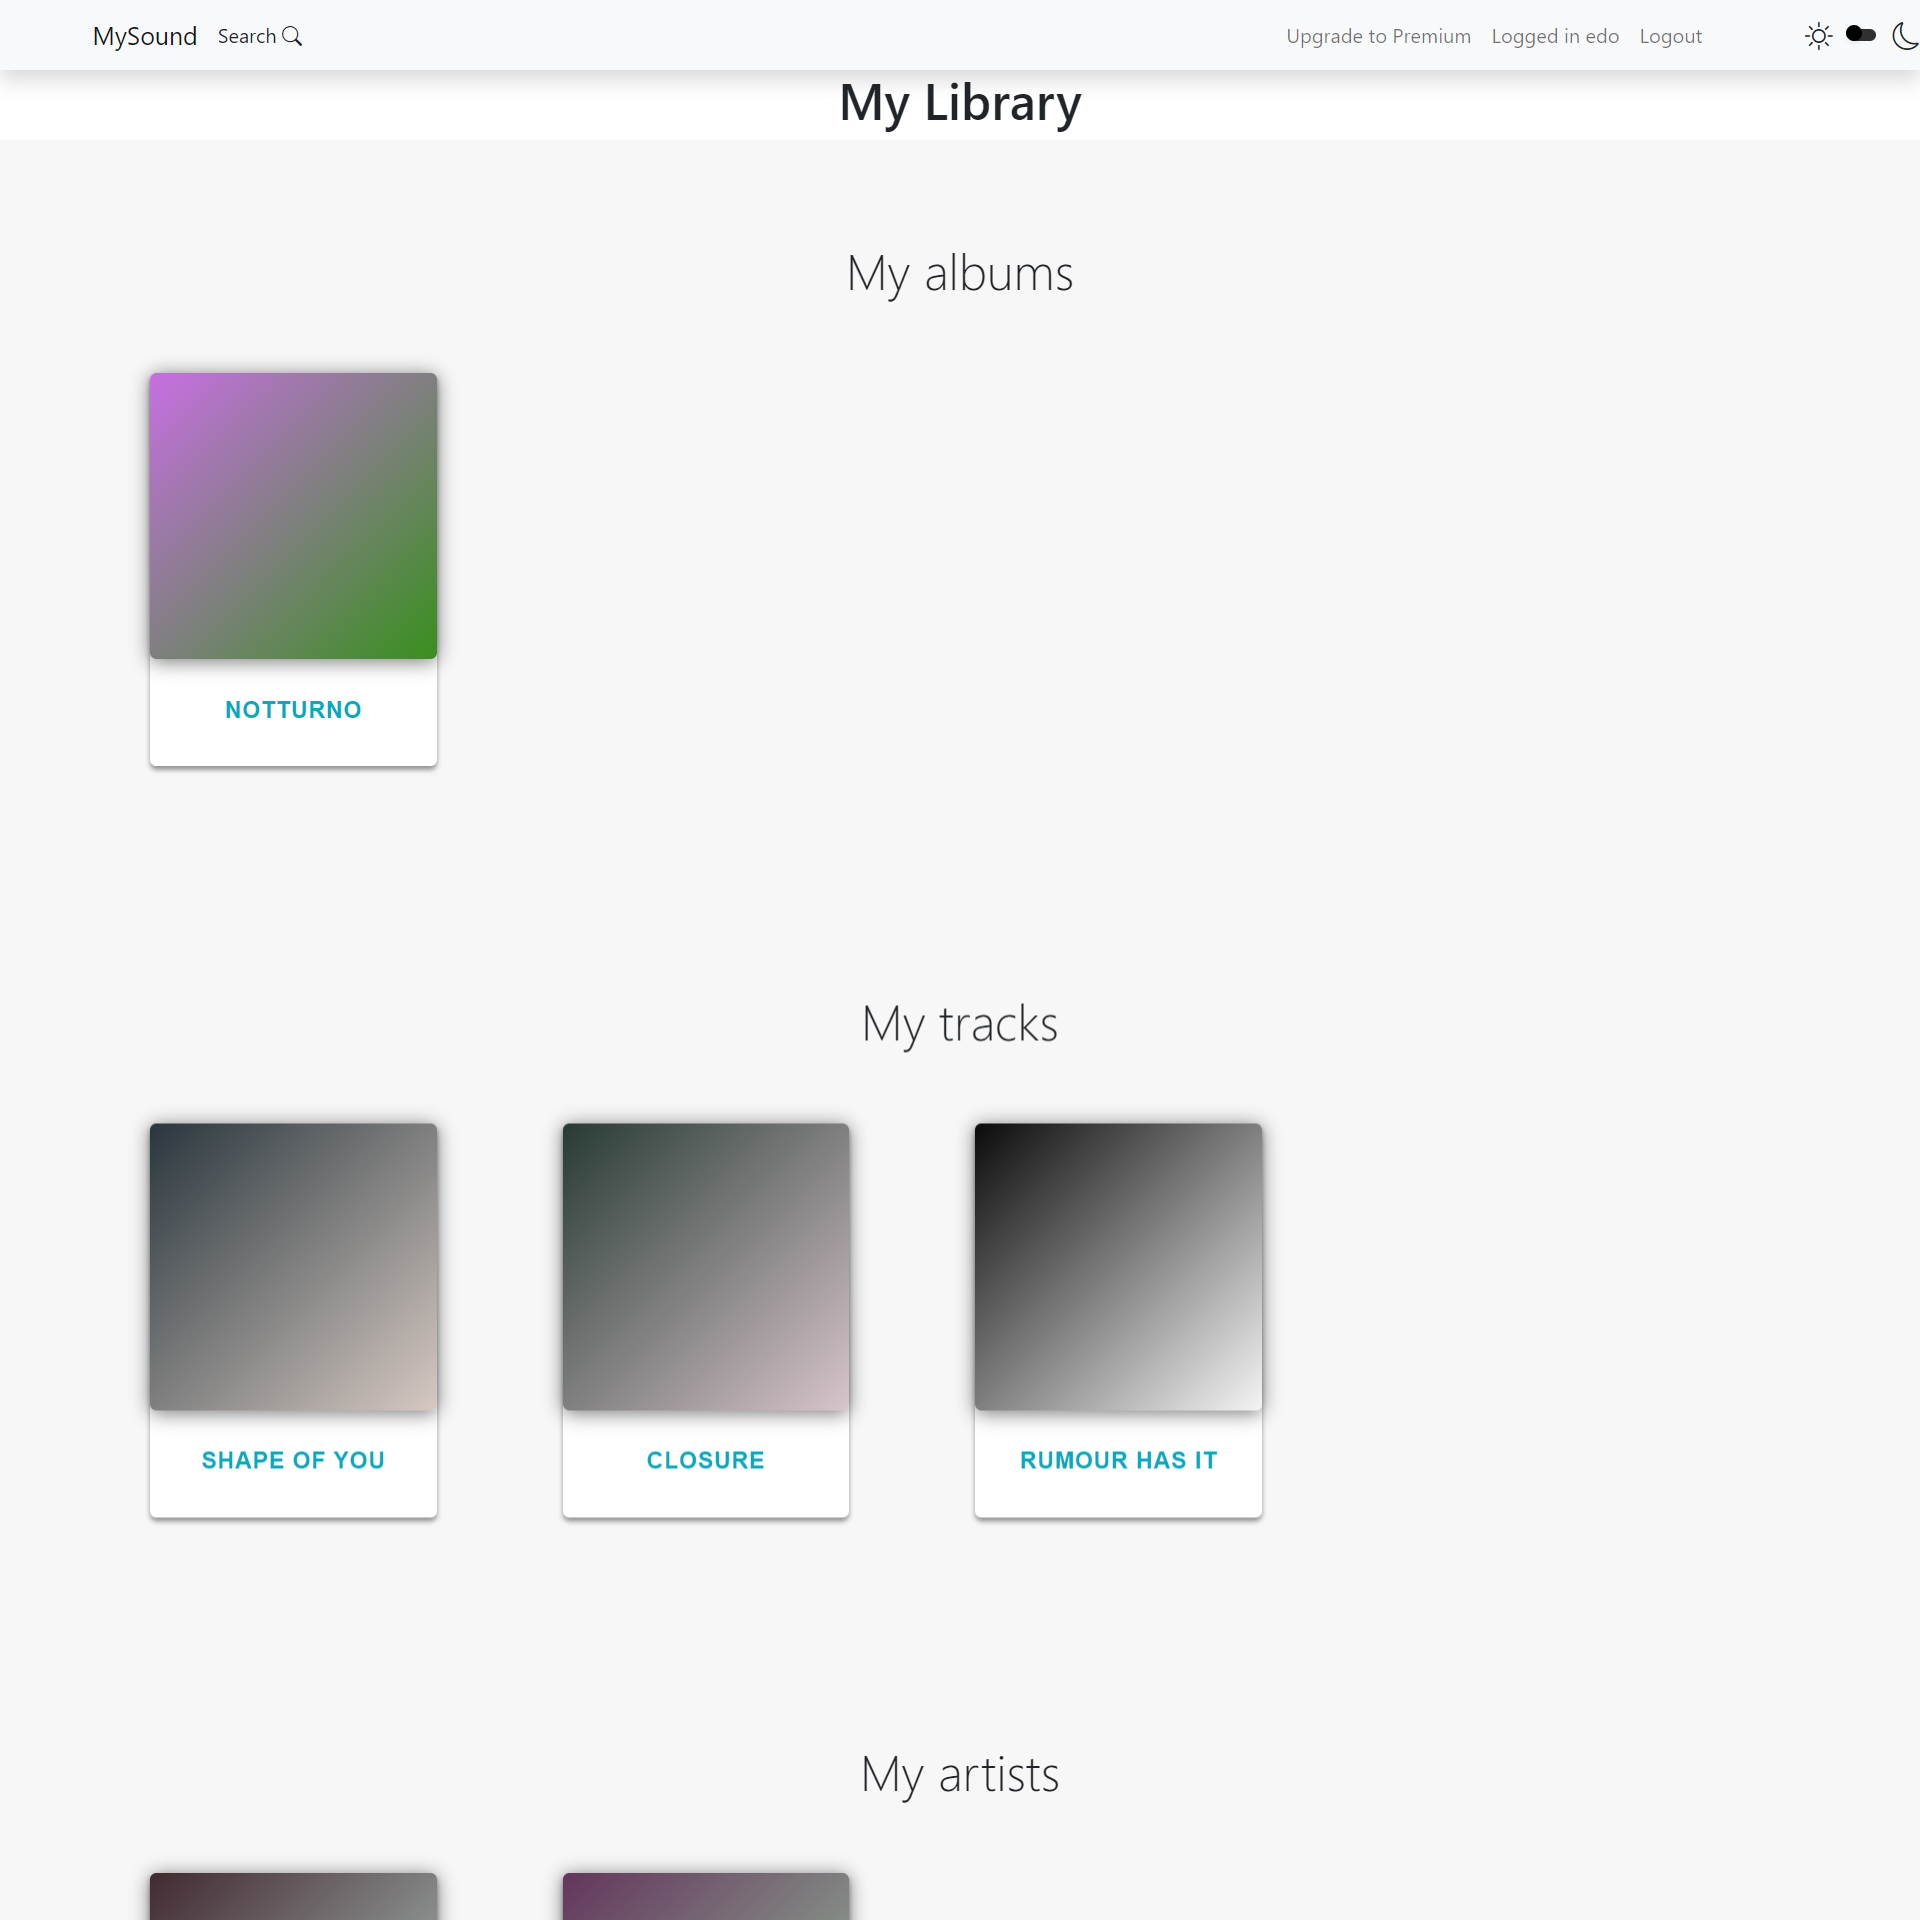 MySound Search Upgrade to Premium Logged in edo Logout
My Library
My albums
NOTTURNO
My tracks
SHAPE OF YOU CLOSURE RUMOUR HAS IT
My artists